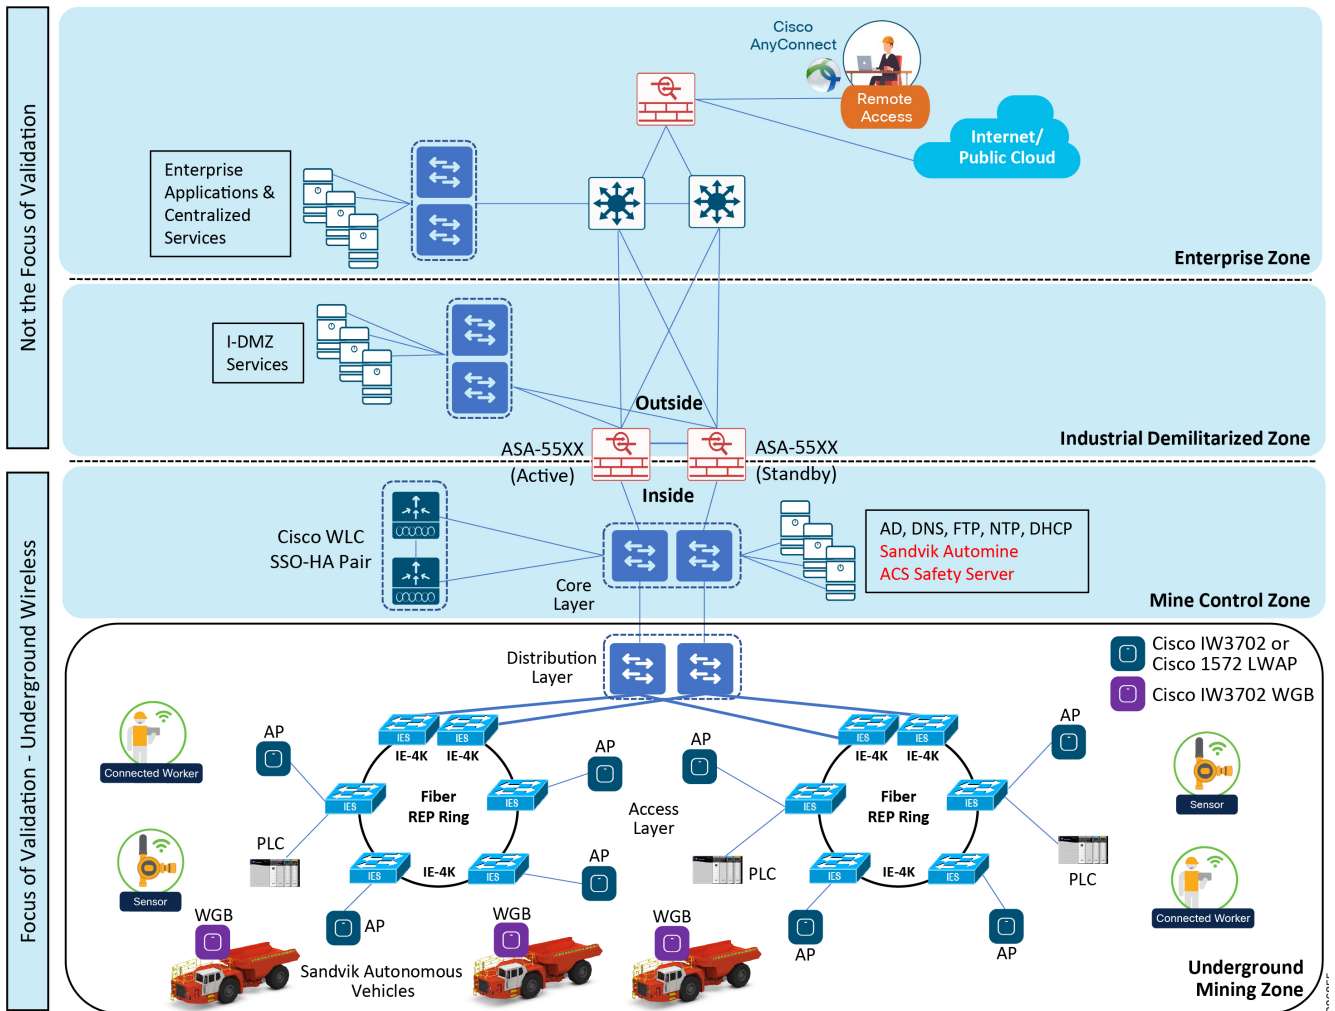 Not the Focus of Validation
Cisco
AnyConnect
Remote
Access
Internet/
Public Cloud
Enterprise
Applications &
Centralized
Services
Enterprise Zone
I-DMZ
Services
Outside
Industrial Demilitarized Zone
ASA-55XX
(Active)
ASA-55XX
(Standby)
Inside
Focus of Validation - Underground Wireless
Cisco WLC
SSO-HA Pair
Core
Layer
AD, DNS, FTP, NTP, DHCP
Sandvik Automine
ACS Safety Server
Mine Control Zone
Distribution
Layer
Cisco IW3702 or
Cisco 1572 LWAP
Cisco IW3702 WGB
Connected Worker
Sensor
AP
IES
IES
IE-4K
IE-4K
AP
IES
IES
Fiber
REP Ring
PLC
IES
IES
IE-4K
AP
AP
Access
Layer
AP
IES
IES
IE-4K
IE-4K
AP
IES
IES
Fiber
REP Ring
PLC
PLC
IES
IES
IE-4K
AP
AP
Sensor
Connected Worker
WGB
WGB
WGB
Sandvik Autonomous
Vehicles
Underground
Mining Zone